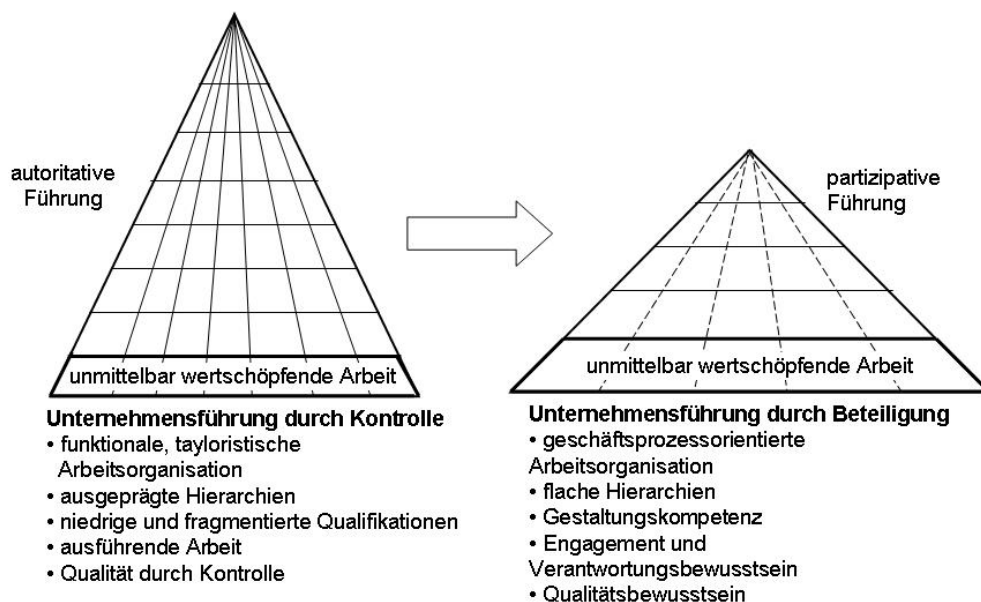 autoritative
Führung
partizipative
Führung
unmittelbar wertschöpfende Arbeit
unmittelbar wertschöpfende Arbeit
Unternehmensführung durch Kontrolle
• funktionale, tayloristische
Arbeitsorganisation
• ausgeprägte Hierarchien
• niedrige und fragmentierte Qualifikationen
• ausführende Arbeit
• Qualität durch Kontrolle
Unternehmensführung durch Beteiligung
• geschäftsprozessorientierte
Arbeitsorganisation
• flache Hierarchien
• Gestaltungskompetenz
• Engagement und
Verantwortungsbewusstsein
• Qualitätsbewusstsein